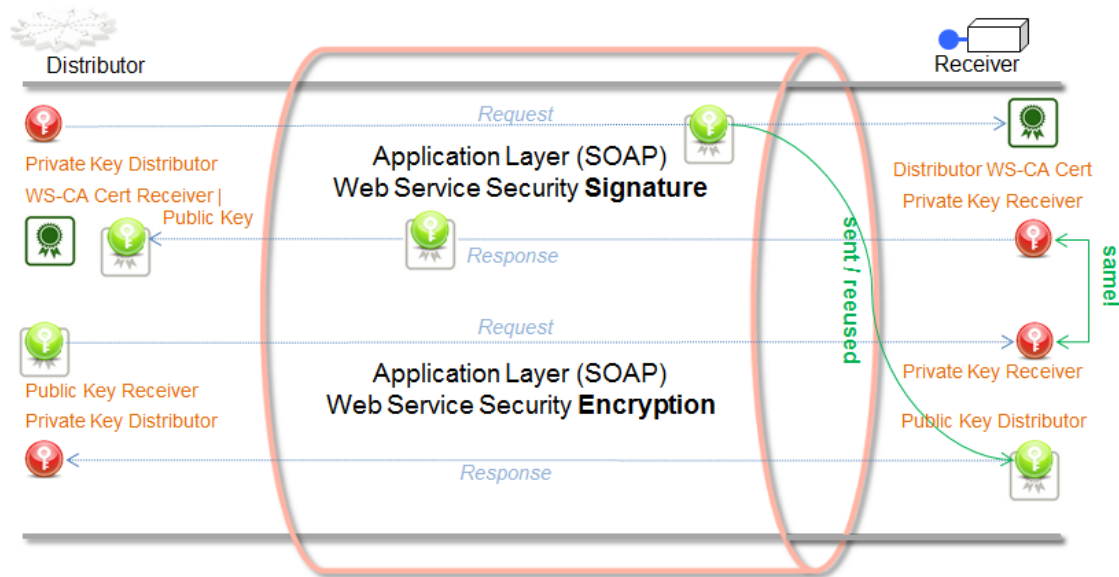 Distributor
Receiver
Request
Private Key Distributor
Application Layer (SOAP)
Distributor WS-CA Cert
WS-CA Cert Receiver |
Web Service Security Signature
Private Key Receiver
Public Key
Response
sent / reeused
same!
Request
Public Key Receiver
Application Layer (SOAP)
Private Key Receiver
Private Key Distributor
Web Service Security Encryption
Public Key Distributor
Response